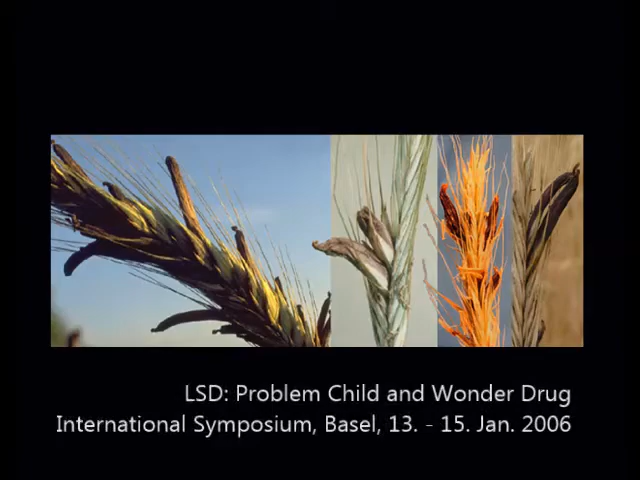 LSD: Problem Child and Wonder Drug
International Symposium, Basel, 13. - 15. Jan. 2006